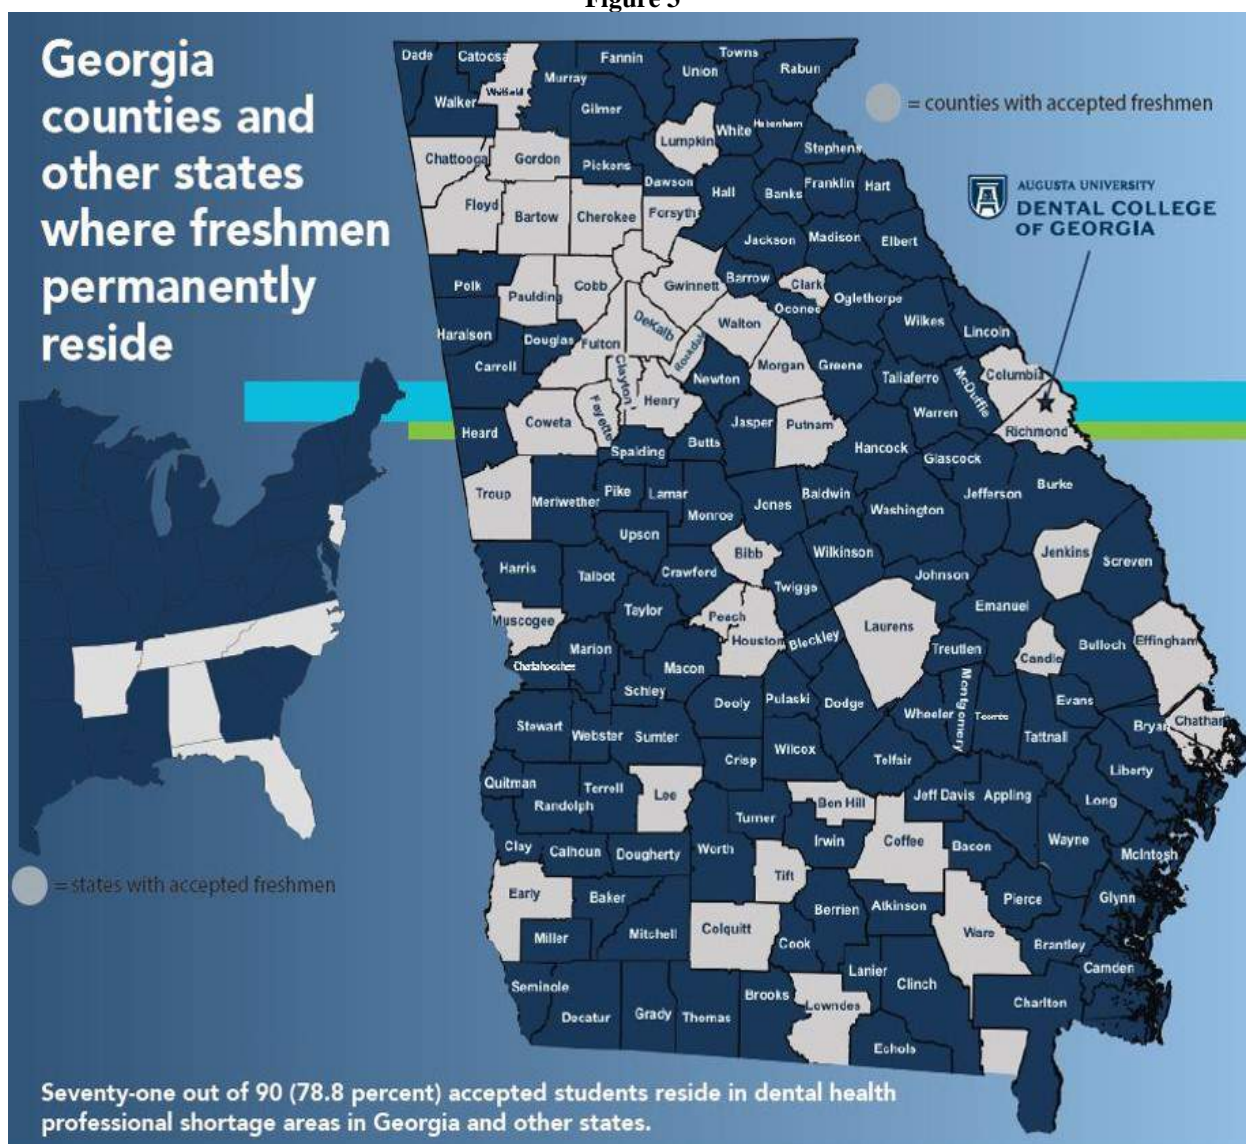 Figure 3
Georgia
counties and
other states
where freshmen
permanently
reside
= counties with accepted freshmen
AUGUSTA UNIVERSITY
DENTAL COLLEGE
OF GEORGIA
= states with accepted freshmen
Dade
Catoosa
Whitfield
Murray
Fannin
Union
Towns
Rabun
Walker
Gilmer
Lumpkin
White
Habersham
Stephens
Chattooga
Gordon
Pickens
Dawson
Hall
Banks
Franklin
Hart
Floyd
Bartow
Cherokee
Forsyth
Jackson
Madison
Elbert
Polk
Paulding
Cobb
Gwinnett
Barrow
Clark
Oconee
Oglethorpe
Wilkes
Lincoln
Haralson
Douglas
Fulton
DeKalb
Rockdale
Walton
Carroll
Clayton
Newton
Morgan
Greene
Taliaferro
McDuffie
Columbia
Heard
Coweta
Fayette
Henry
Spalding
Butts
Jasper
Putnam
Hancock
Warren
Glascock
Richmond
Troup
Meriwether
Pike
Lamar
Monroe
Jones
Baldwin
Washington
Jefferson
Burke
Upson
Bibb
Wilkinson
Jenkins
Screven
Harris
Talbot
Crawford
Twiggs
Johnson
Emanuel
Muscogee
Taylor
Peach
Houston
Bleckley
Laurens
Treutlen
Candle
Bulloch
Effingham
Chattahoochee
Marion
Macon
Schley
Dooly
Pulaski
Dodge
Wheeler
Montgomery
Toombs
Evans
Tattnall
Bryan
Chatham
Stewart
Webster
Sumter
Crisp
Wilcox
Telfair
Liberty
Quitman
Randolph
Terrell
Lee
Turner
Ben Hill
Jeff Davis
Appling
Long
Clay
Calhoun
Dougherty
Worth
Irwin
Coffee
Bacon
Wayne
McIntosh
Early
Baker
Tift
Berrien
Atkinson
Pierce
Glynn
Miller
Mitchell
Colquitt
Cook
Ware
Brantley
Seminole
Decatur
Grady
Thomas
Brooks
Lanier
Lowndes
Clinch
Charlton
Camden
Echols
Seventy-one out of 90 (78.8 percent) accepted students reside in dental health
professional shortage areas in Georgia and other states.